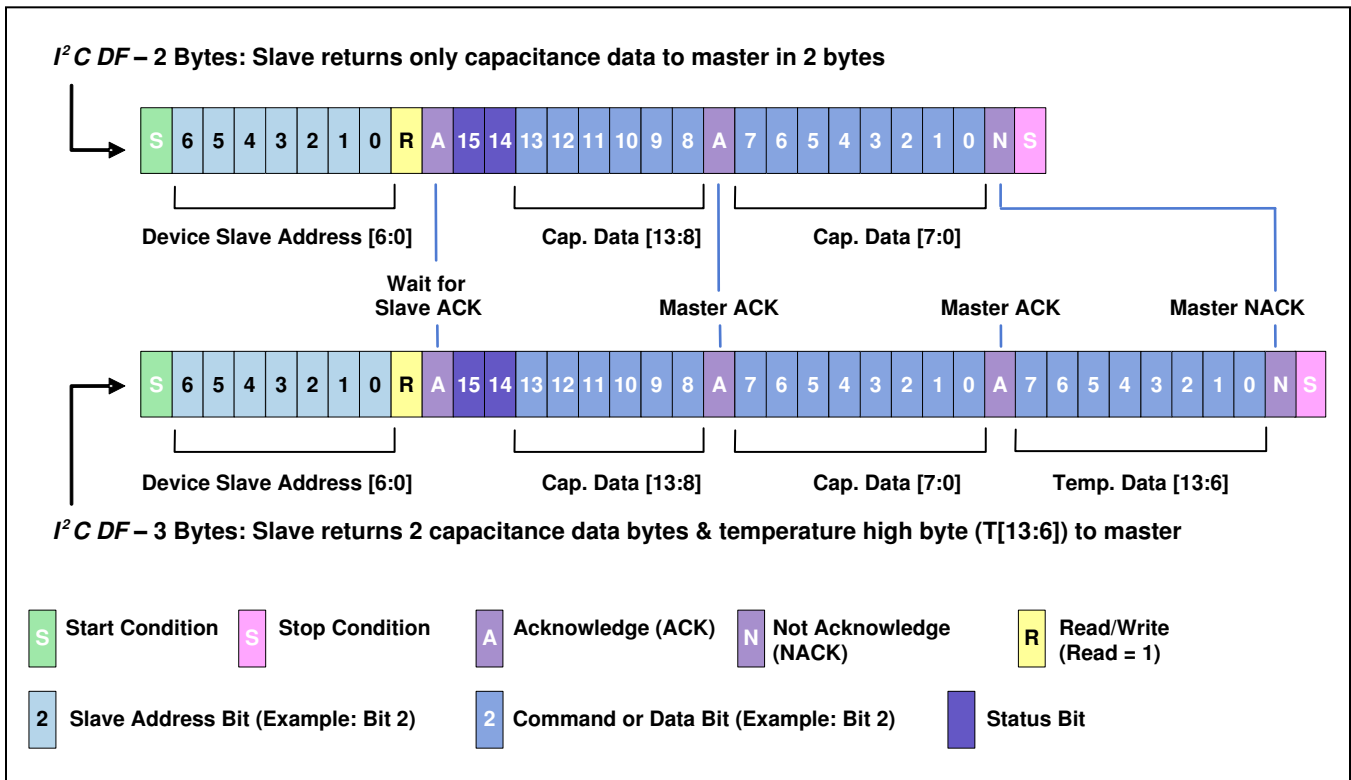 I²C DF – 2 Bytes: Slave returns only capacitance data to master in 2 bytes
S 6 5 4 3 2 1 0 R A 15 14 13 12 11 10 9 8 A 7 6 5 4 3 2 1 0 N S
Device Slave Address [6:0] Cap. Data [13:8] Cap. Data [7:0]
Wait for
Slave ACK Master ACK Master ACK Master NACK
S 6 5 4 3 2 1 0 R A 15 14 13 12 11 10 9 8 A 7 6 5 4 3 2 1 0 A 7 6 5 4 3 2 1 0 N S
Device Slave Address [6:0] Cap. Data [13:8] Cap. Data [7:0] Temp. Data [13:6]
I²C DF – 3 Bytes: Slave returns 2 capacitance data bytes & temperature high byte (T[13:6]) to master
S Start Condition S Stop Condition A Acknowledge (ACK) N Not Acknowledge
(NACK) R Read/Write
(Read = 1)
2 Slave Address Bit (Example: Bit 2) 2 Command or Data Bit (Example: Bit 2) Status Bit